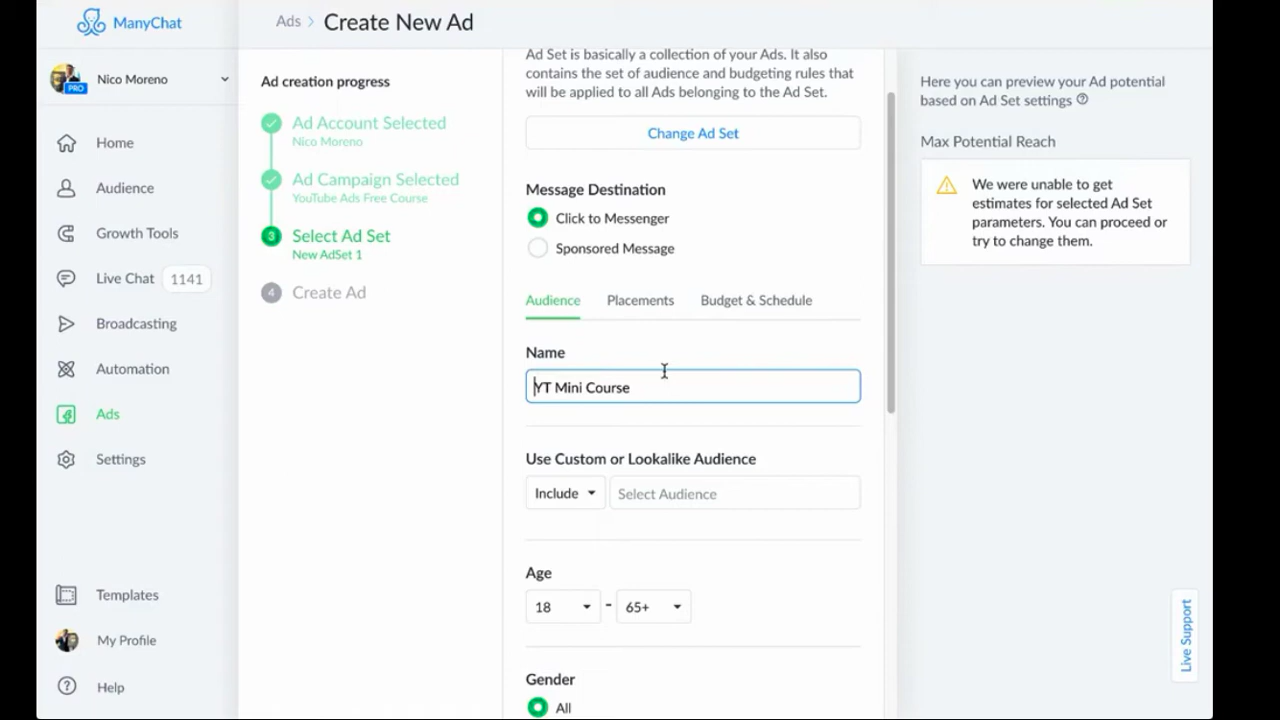 ManyChat
Ads > Create New Ad
Nico Moreno
PRO
Home
Audience
Growth Tools
Live Chat 1141
Broadcasting
Automation
Ads
Settings
Templates
My Profile
Help
Ad creation progress
Ad Account Selected
Nico Moreno
Ad Campaign Selected
YouTube Ads Free Course
3 Select Ad Set
New AdSet 1
4 Create Ad
Ad Set is basically a collection of your Ads. It also
contains the set of audience and budgeting rules that
will be applied to all Ads belonging to the Ad Set.
Change Ad Set
Message Destination
Click to Messenger
Sponsored Message
Audience Placements Budget & Schedule
Name
YT Mini Course
Use Custom or Lookalike Audience
Include Select Audience
Age
18 - 65+
Gender
All
Here you can preview your Ad potential
based on Ad Set settings ?
Max Potential Reach
We were unable to get
estimates for selected Ad Set
parameters. You can proceed or
try to change them.
Live Support